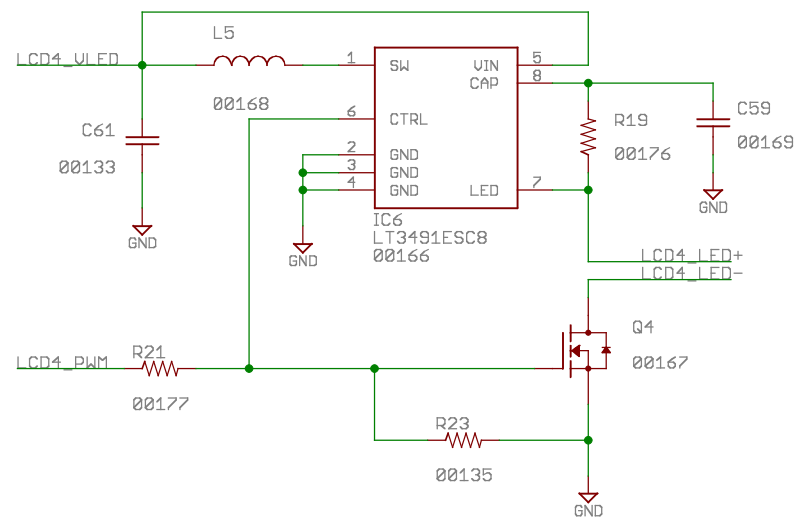 L5
LCD4_VLED
1
SW
VIN
5
00168
CAP
8
C59
6
CTRL
R19
C61
00169
00133
2
GND
00176
3
GND
4
GND
LED
7
GND
IC6
GND
LT3491ESC8
GND
00166
LCD4_LED+
LCD4_LED-
Q4
R21
LCD4_PWM
00167
00177
R23
00135
GND